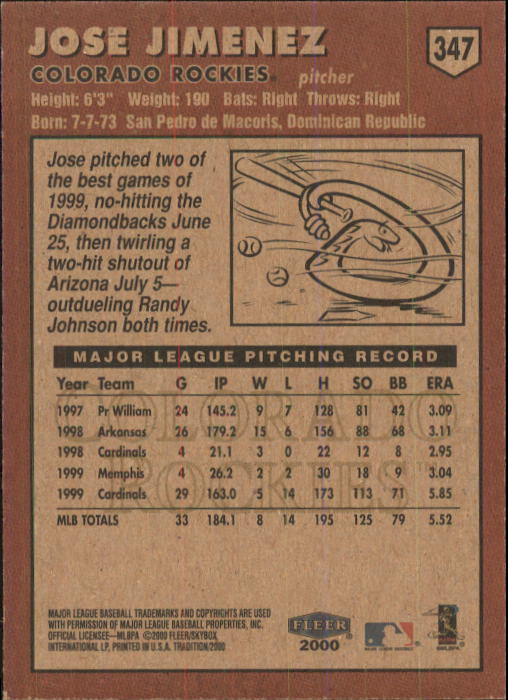 JOSE JIMENEZ
347
COLORADO ROCKIES pitcher
Height: 6'3" Weight: 190 Bats: Right Throws: Right
Born: 7-7-73 San Pedro de Macoris, Dominican Republic
Jose pitched two of
the best games of
1999, no-hitting the
Diamondbacks June
25, then twirling a
two-hit shutout of
Arizona July 5—
outdueling Randy
Johnson both times.
MAJOR LEAGUE PITCHING RECORD
Year Team G IP W L H SO BB ERA
1997 Pr William 24 145.2 9 7 128 81 42 3.09
1998 Arkansas 26 179.2 15 6 156 88 68 3.11
1998 Cardinals 4 21.1 3 0 22 12 8 2.95
1999 Memphis 4 26.2 2 2 30 18 9 3.04
1999 Cardinals 29 163.0 5 14 173 113 71 5.85
MLB TOTALS 33 184.1 8 14 195 125 79 5.52
COLORADO
ROCKIES
MAJOR LEAGUE BASEBALL TRADEMARKS AND COPYRIGHTS ARE USED
WITH PERMISSION OF MAJOR LEAGUE BASEBALL PROPERTIES, INC.
OFFICIAL LICENSEE—MLBPA ©2000 FLEER/SKYBOX
INTERNATIONAL LP, PRINTED IN U.S.A. TRADITION/2000
FLEER
2000
MLBPA